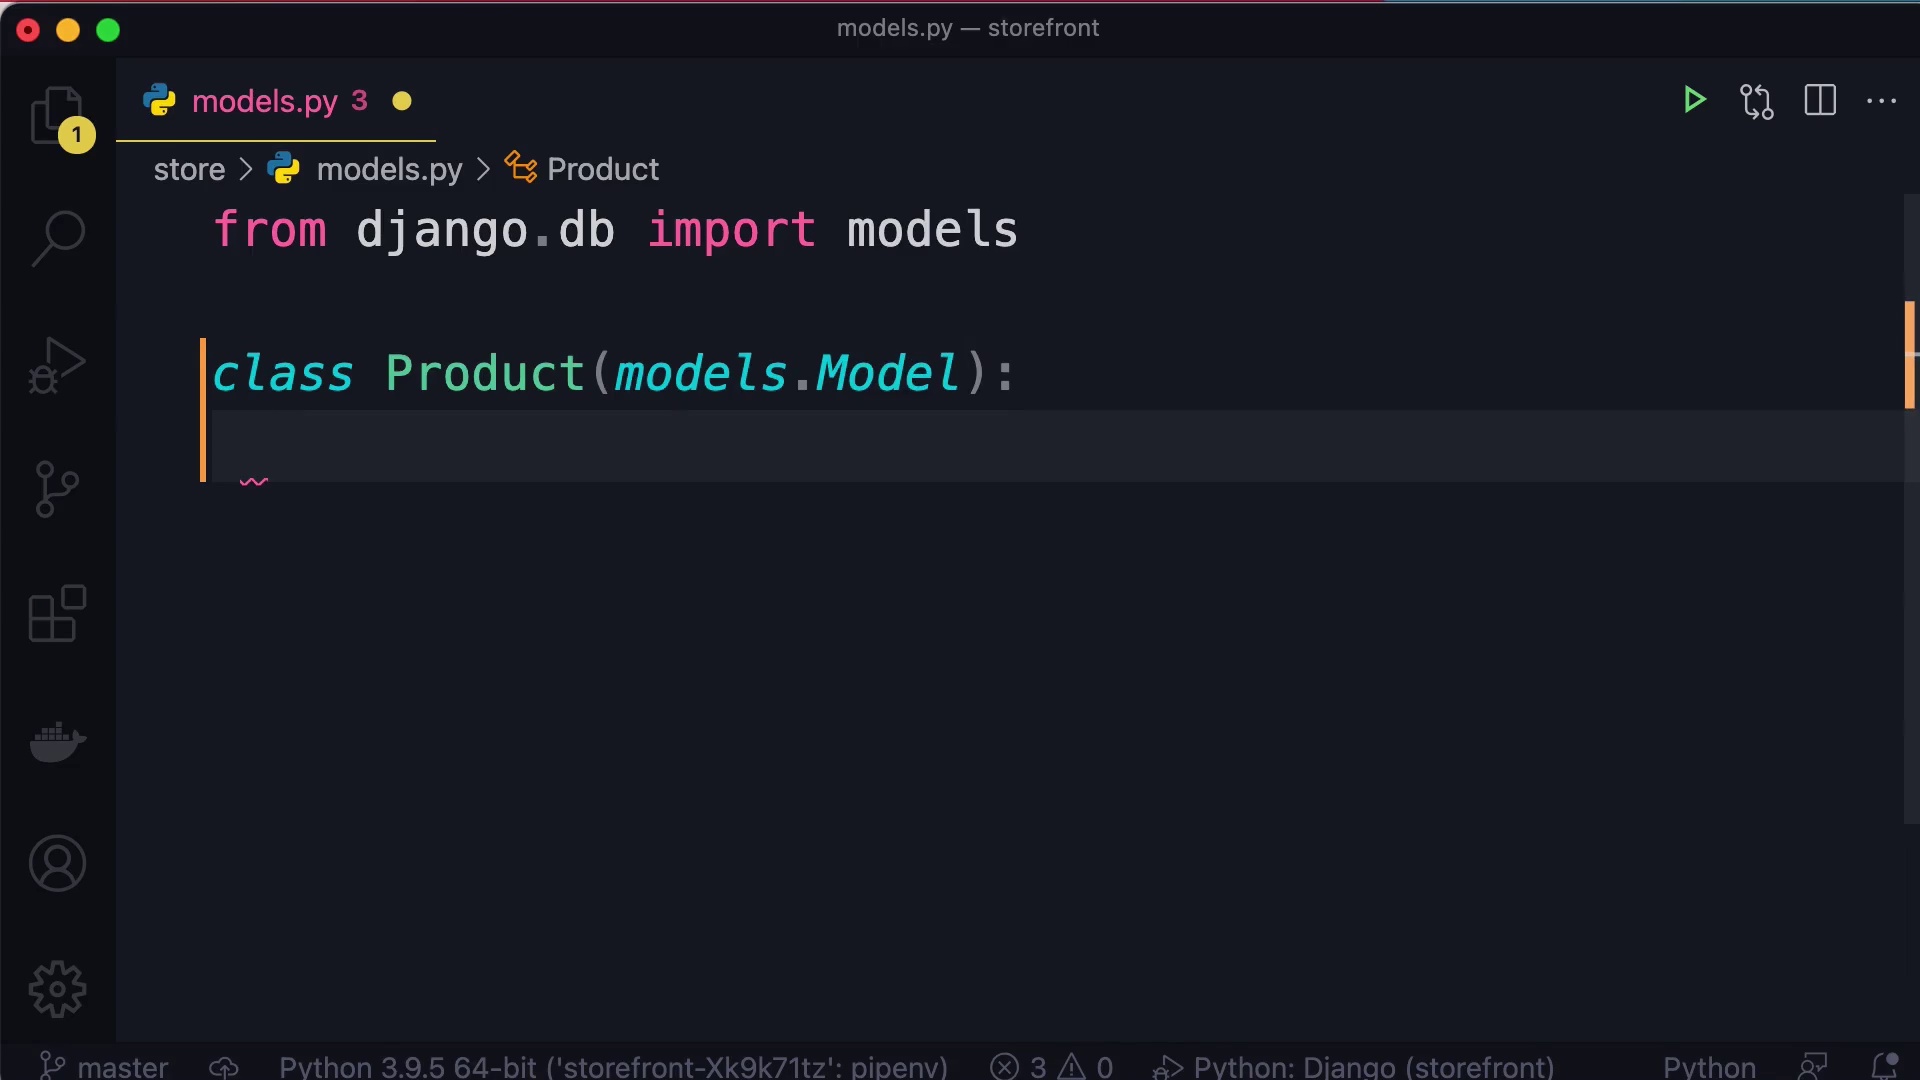 models.py — storefront
models.py 3
1
store > models.py > Product
from django.db import models
class Product(models.Model):
master Python 3.9.5 64-bit ('storefront-Xk9k71tz': pipenv) 3 0 Python: Django (storefront) Python